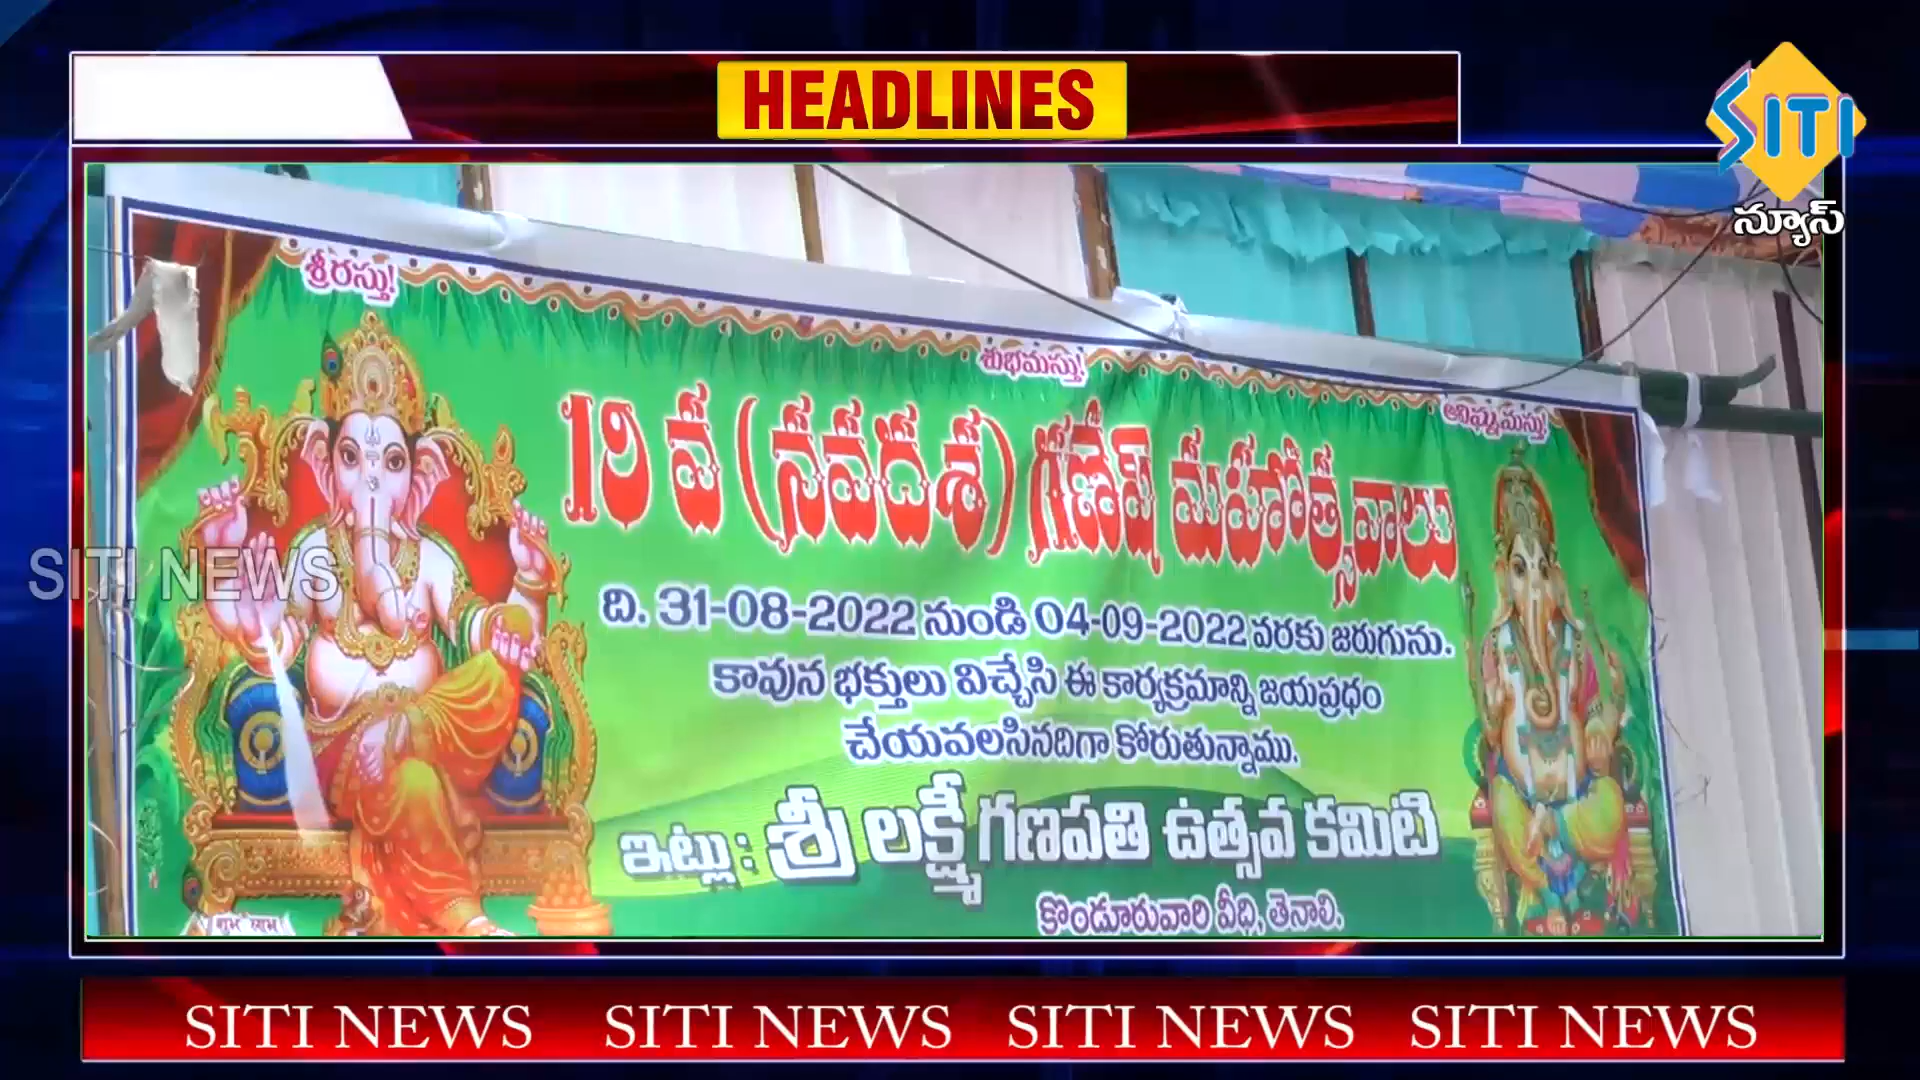 HEADLINES
SITI
న్యూస్
శ్రీరస్తు!
శుభమస్తు!
అవిఘ్నమస్తు!
19 వ (నవదశ) గణేష్ మహోత్సవాలు
ది. 31-08-2022 నుండి 04-09-2022 వరకు జరుగును.
కావున భక్తులు విచ్చేసి ఈ కార్యక్రమాన్ని జయప్రధం
చేయవలసినదిగా కోరుతున్నాము.
ఇట్లు : శ్రీ లక్ష్మీగణపతి ఉత్సవ కమిటి
కొండూరువారి వీధి, తెనాలి.
शुभ लाभ
SITI NEWS
SITI NEWS SITI NEWS SITI NEWS SITI NEWS